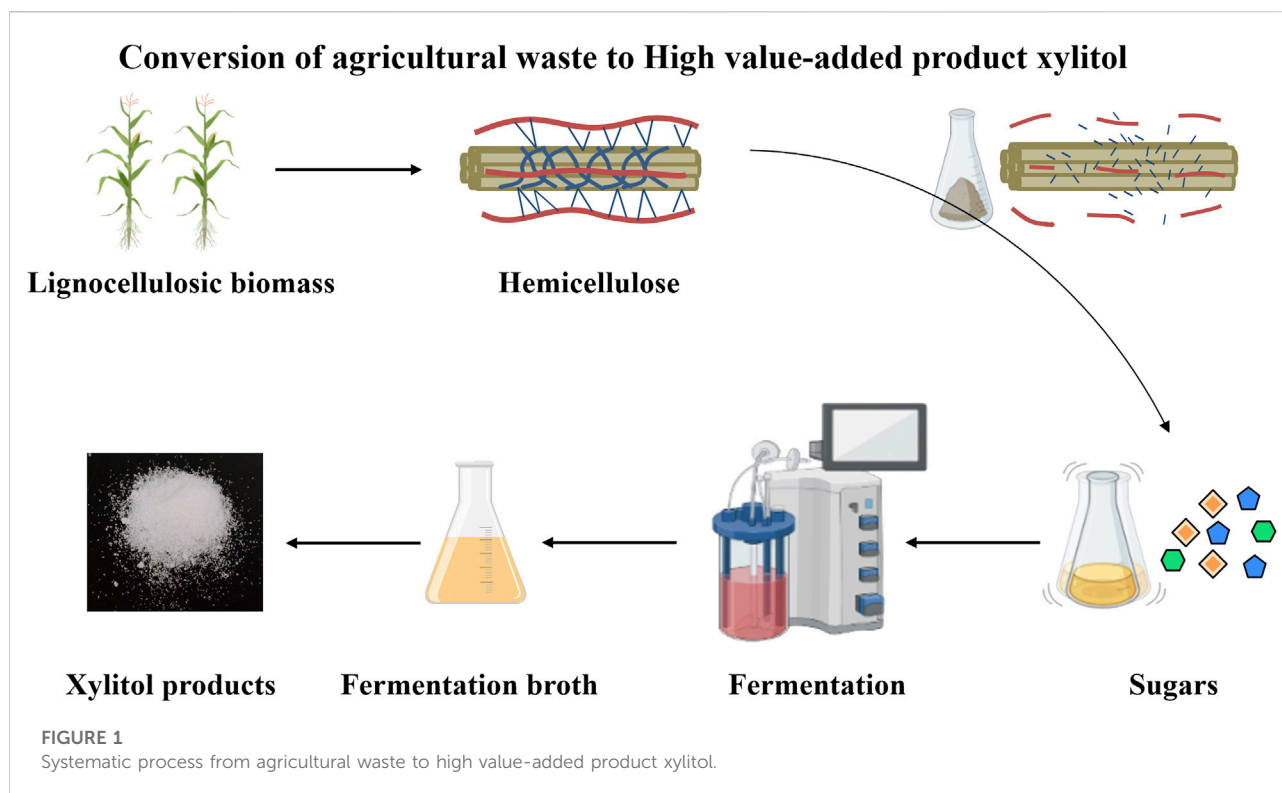 Conversion of agricultural waste to High value-added product xylitol
Lignocellulosic biomass
Hemicellulose
Xylitol products
Fermentation broth
Fermentation
Sugars
FIGURE 1
Systematic process from agricultural waste to high value-added product xylitol.